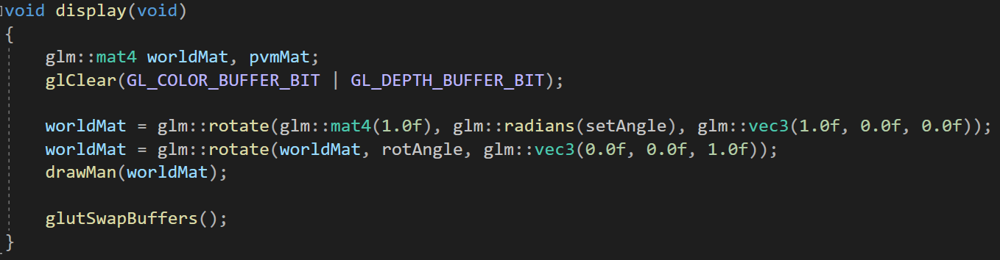 void display(void)
{
    glm::mat4 worldMat, pvmMat;
    glClear(GL_COLOR_BUFFER_BIT | GL_DEPTH_BUFFER_BIT);

    worldMat = glm::rotate(glm::mat4(1.0f), glm::radians(setAngle), glm::vec3(1.0f, 0.0f, 0.0f));
    worldMat = glm::rotate(worldMat, rotAngle, glm::vec3(0.0f, 0.0f, 1.0f));
    drawMan(worldMat);

    glutSwapBuffers();
}